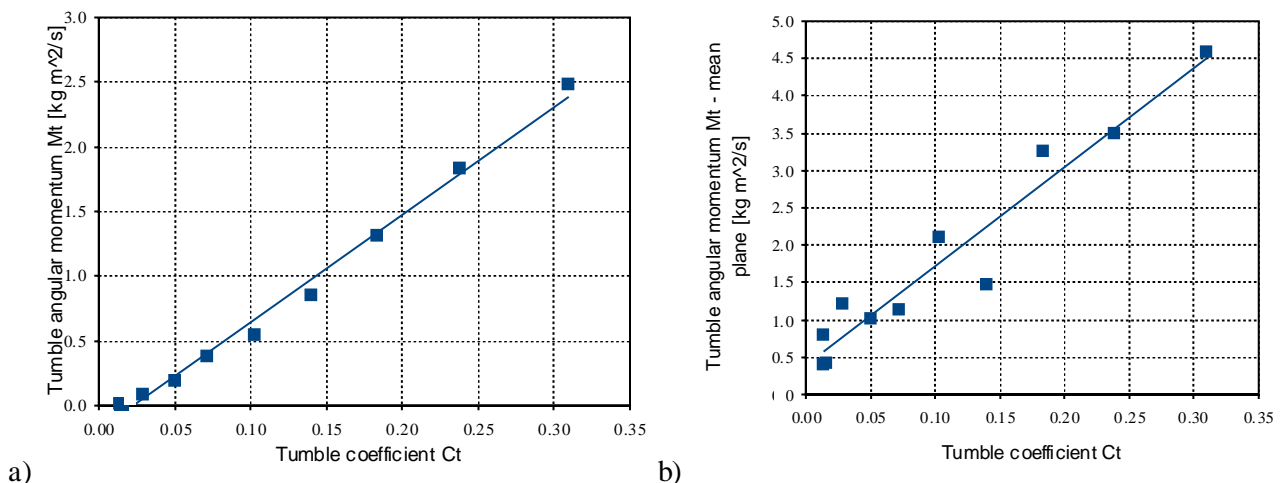 Tumble angular momentum Mt [kg m^2/s]
3.0
2.5
2.0
1.5
1.0
0.5
0.0
0.00 0.05 0.10 0.15 0.20 0.25 0.30 0.35
Tumble coefficient Ct
a)
Tumble angular momentum Mt - mean
plane [kg m^2/s]
5.0
4.5
4.0
3.5
3.0
2.5
2.0
1.5
1.0
0.5
( 0
0.00 0.05 0.10 0.15 0.20 0.25 0.30 0.35
Tumble coefficient Ct
b)